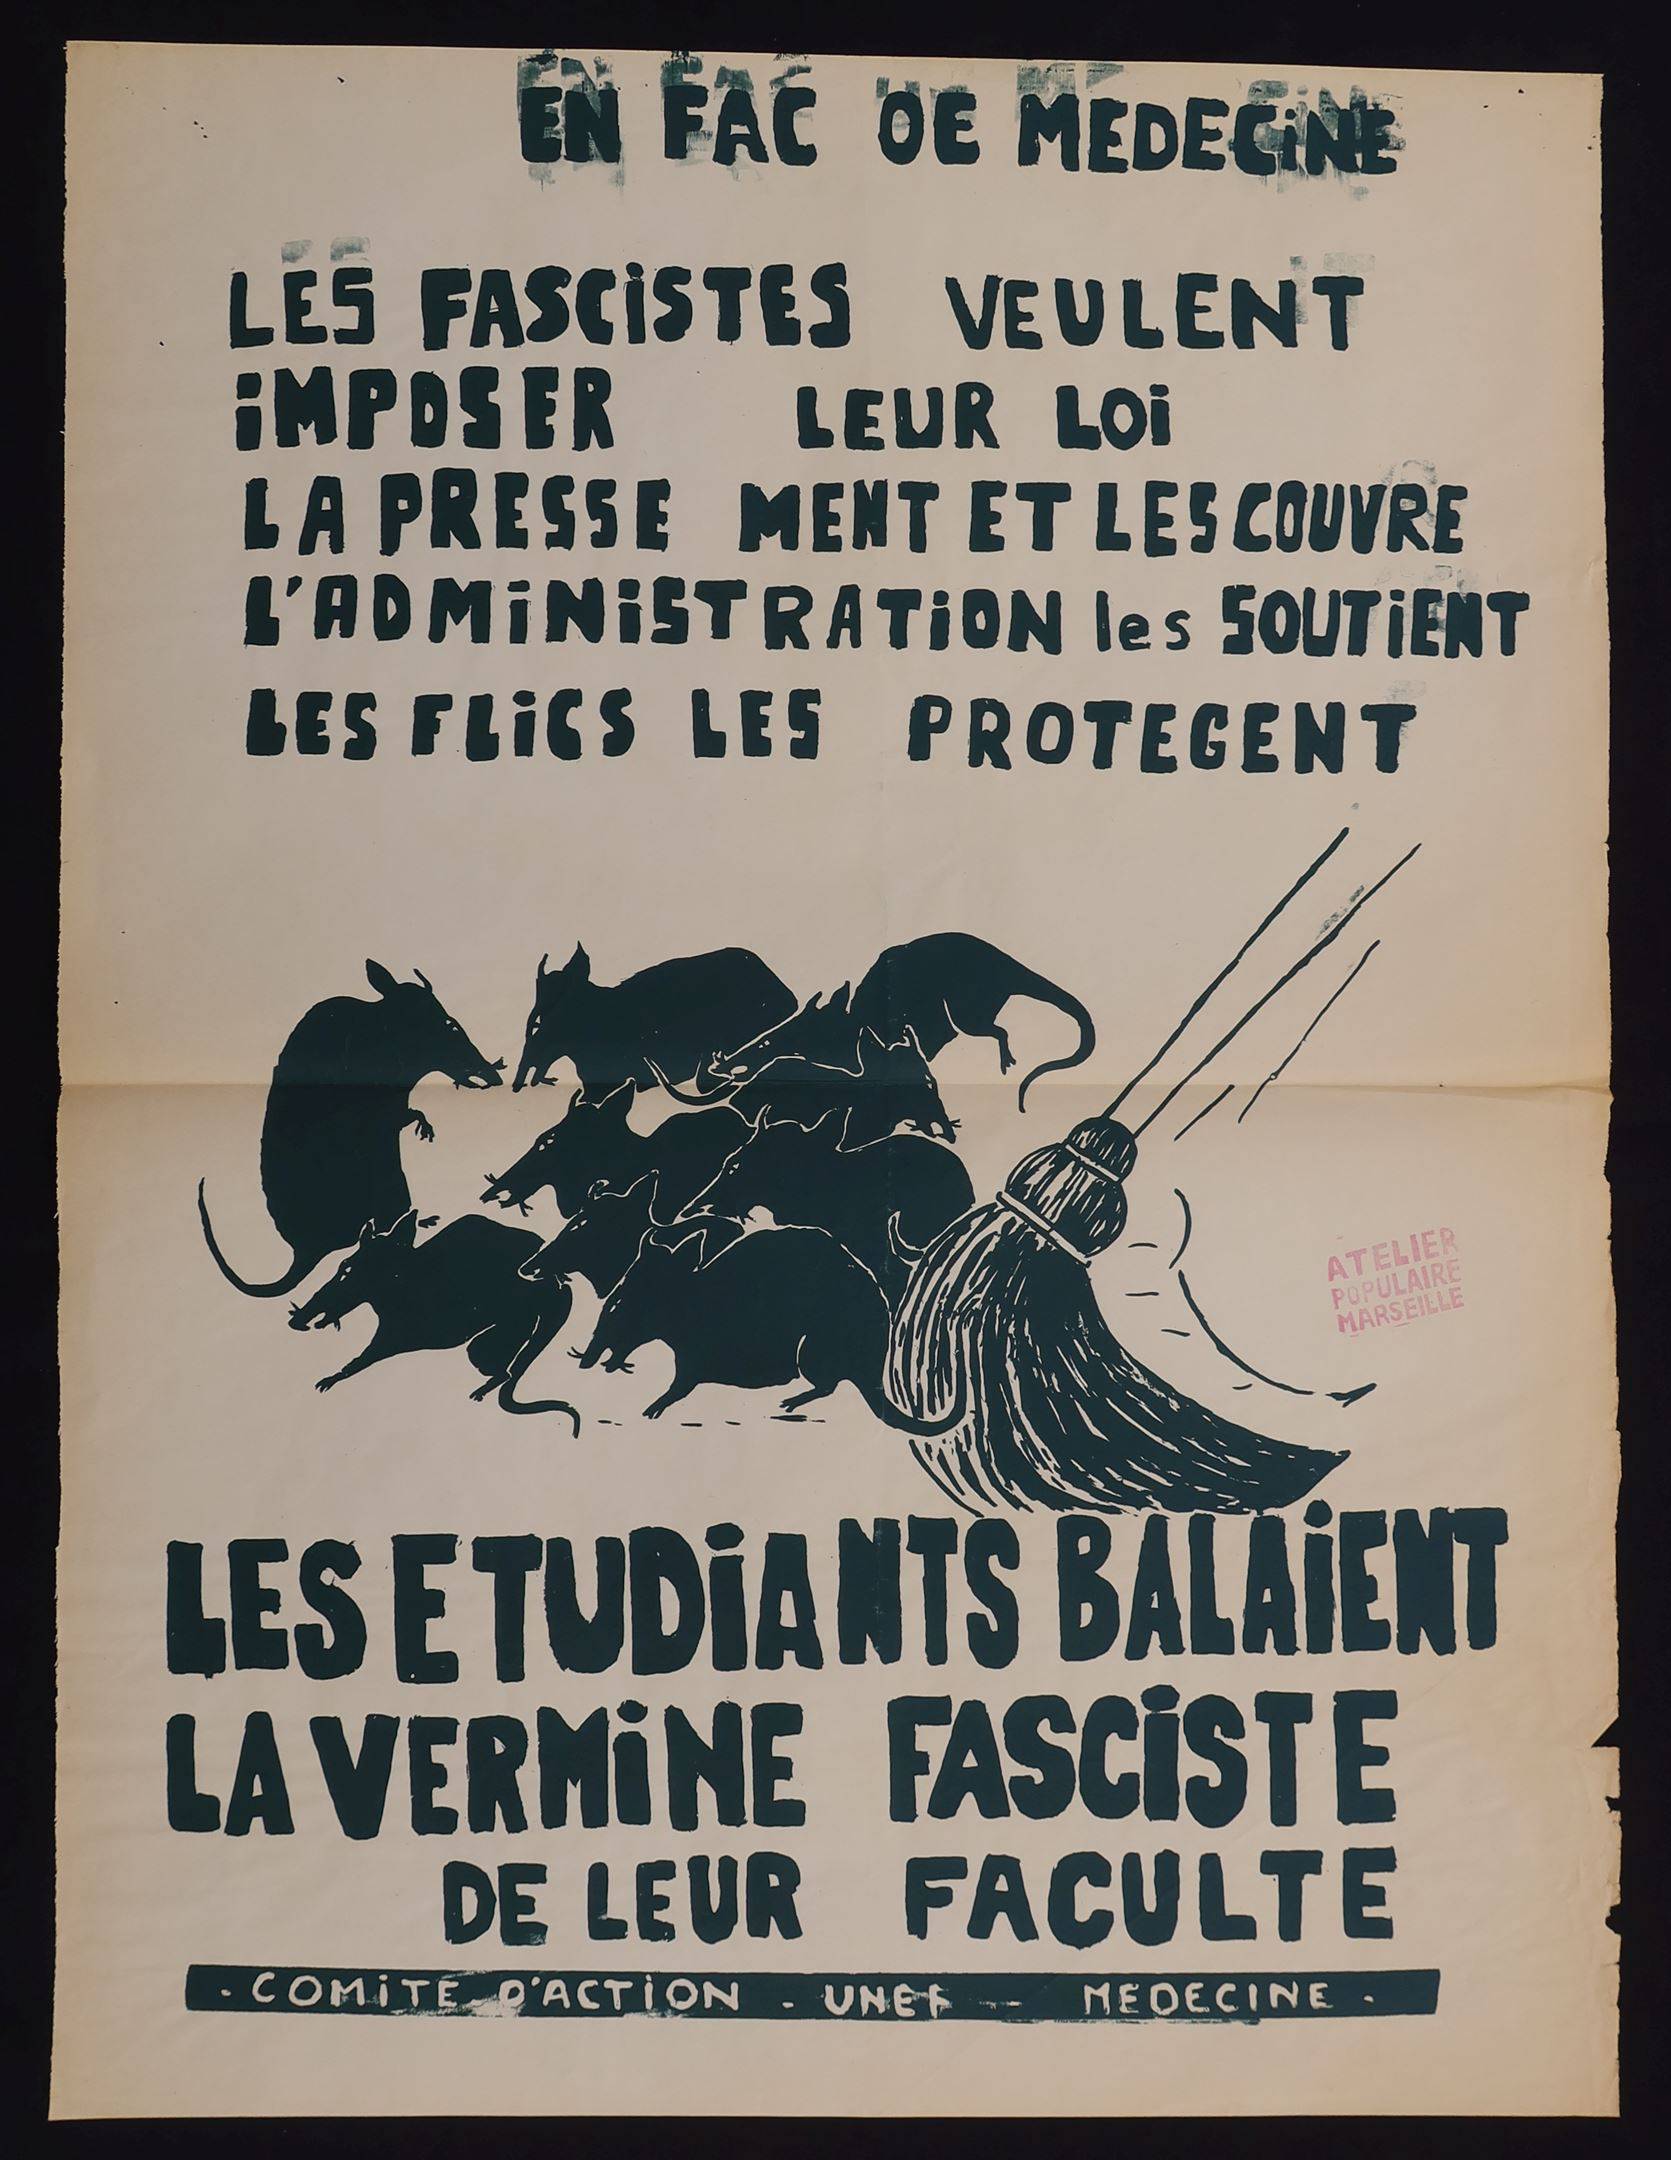 EN FAC DE MEDECiNE
LES FASCiSTES VEULENT
iMPOSER LEUR LOi
LA PRESSE MENT ET LES COUVRE
L'ADMiNiSTRATiON les SOUTiENT
LES FLiCS LES PROTEGENT
ATELIER
POPULAIRE
MARSEILLE
LES ETUDiANTS BALAiENT
LA VERMiNE FASCiSTE
DE LEUR FACULTE
. COMiTE D'ACTiON . UNEF - MEDECINE .